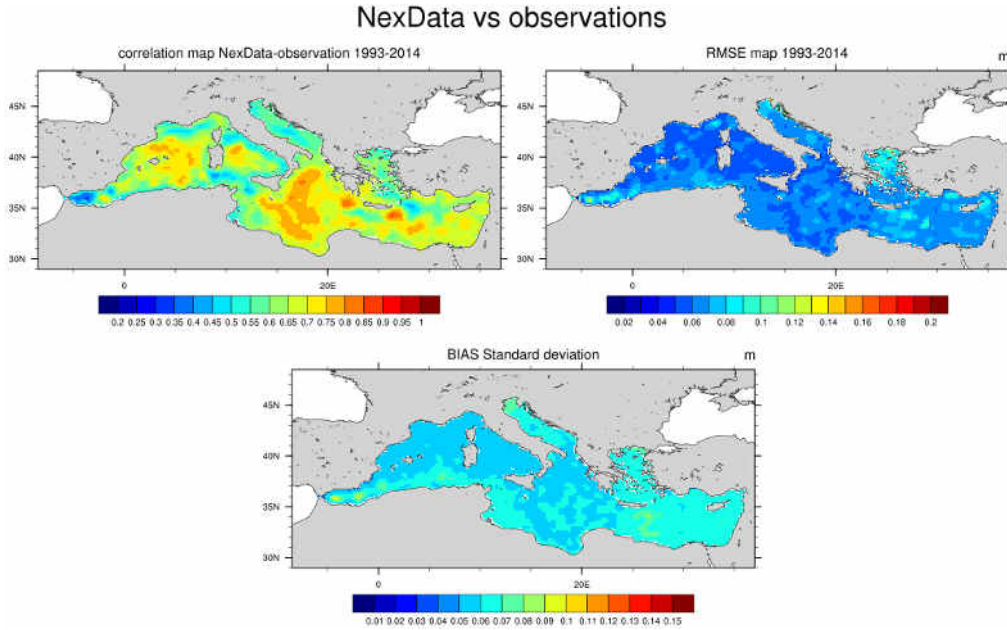 NexData vs observations
correlation map NexData-observation 1993-2014
RMSE map 1993-2014
m
45N
40N
35N
30N
0
20E
45N
40N
35N
30N
0
20E
0.2 0.25 0.3 0.35 0.4 0.45 0.5 0.55 0.6 0.65 0.7 0.75 0.8 0.85 0.9 0.95 1
0.02 0.04 0.06 0.08 0.1 0.12 0.14 0.16 0.18 0.2
BIAS Standard deviation
m
45N
40N
35N
30N
0
20E
0.01 0.02 0.03 0.04 0.05 0.06 0.07 0.08 0.09 0.1 0.11 0.12 0.13 0.14 0.15